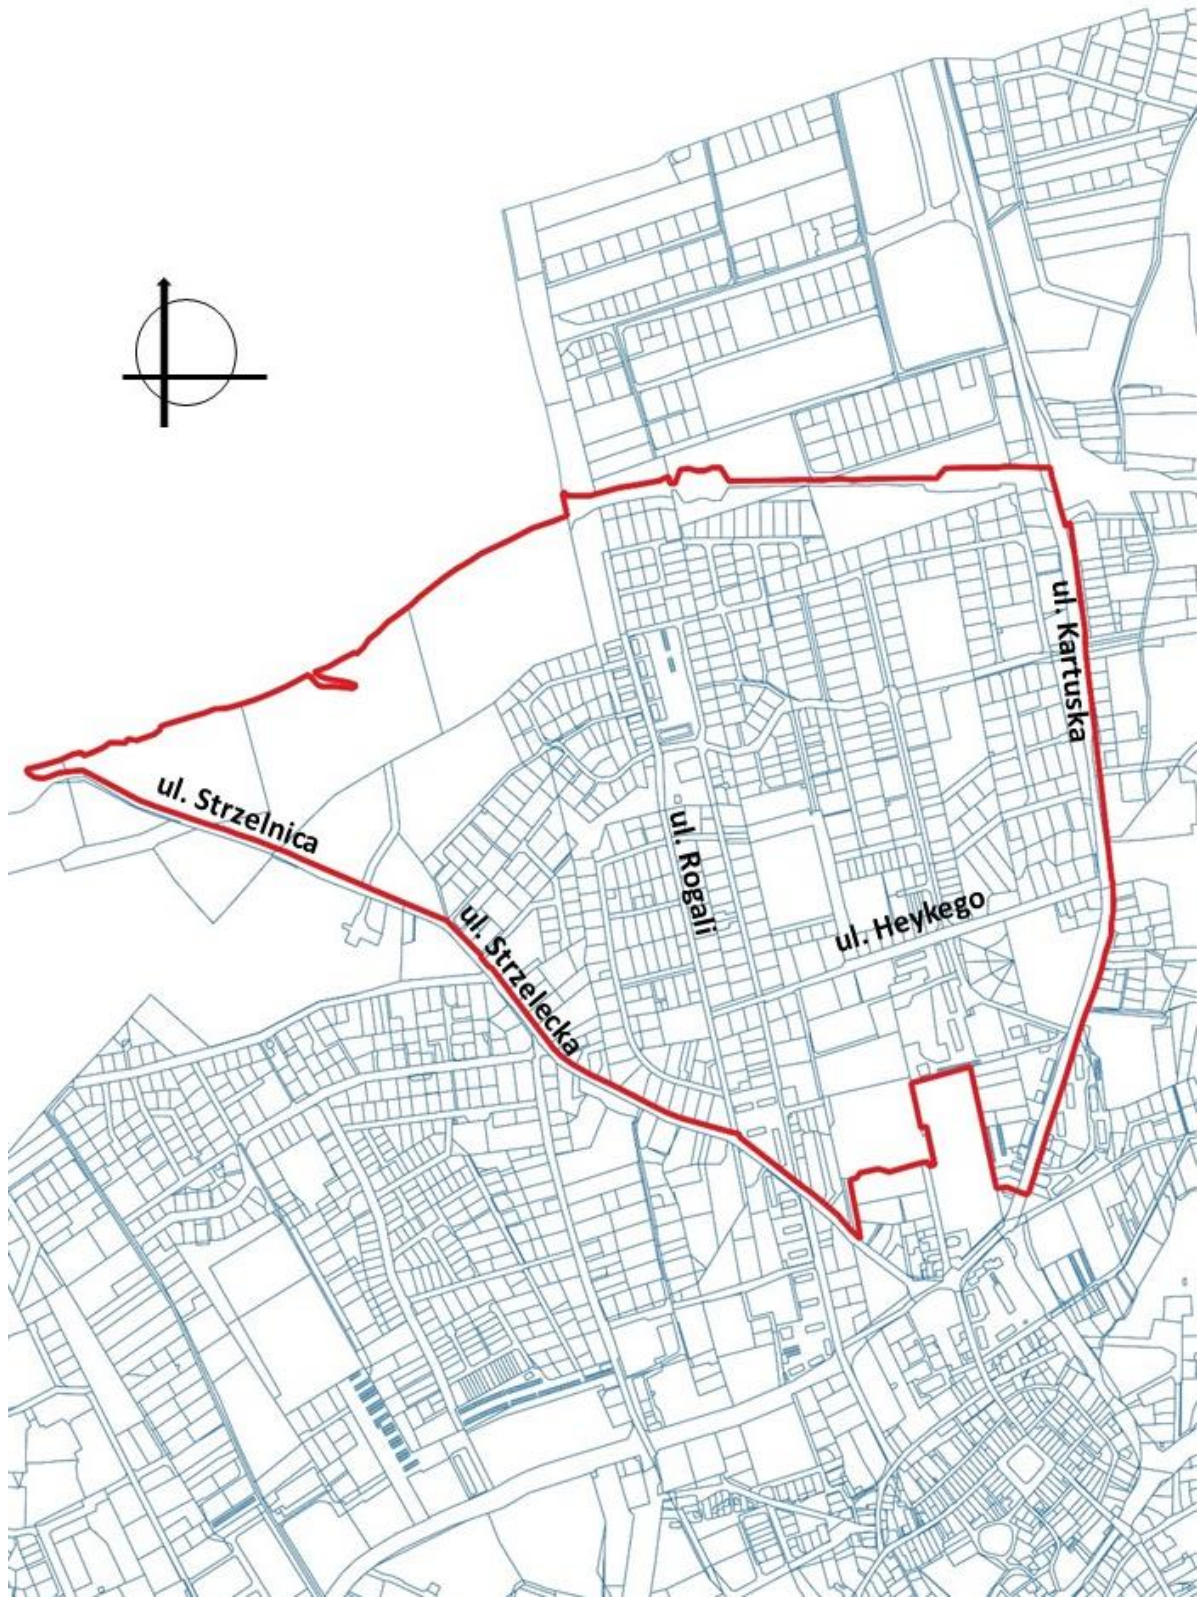 ul. Kartuska
ul. Strzelnica
ul. Rogali
ul. Heykego
ul. Strzelecka